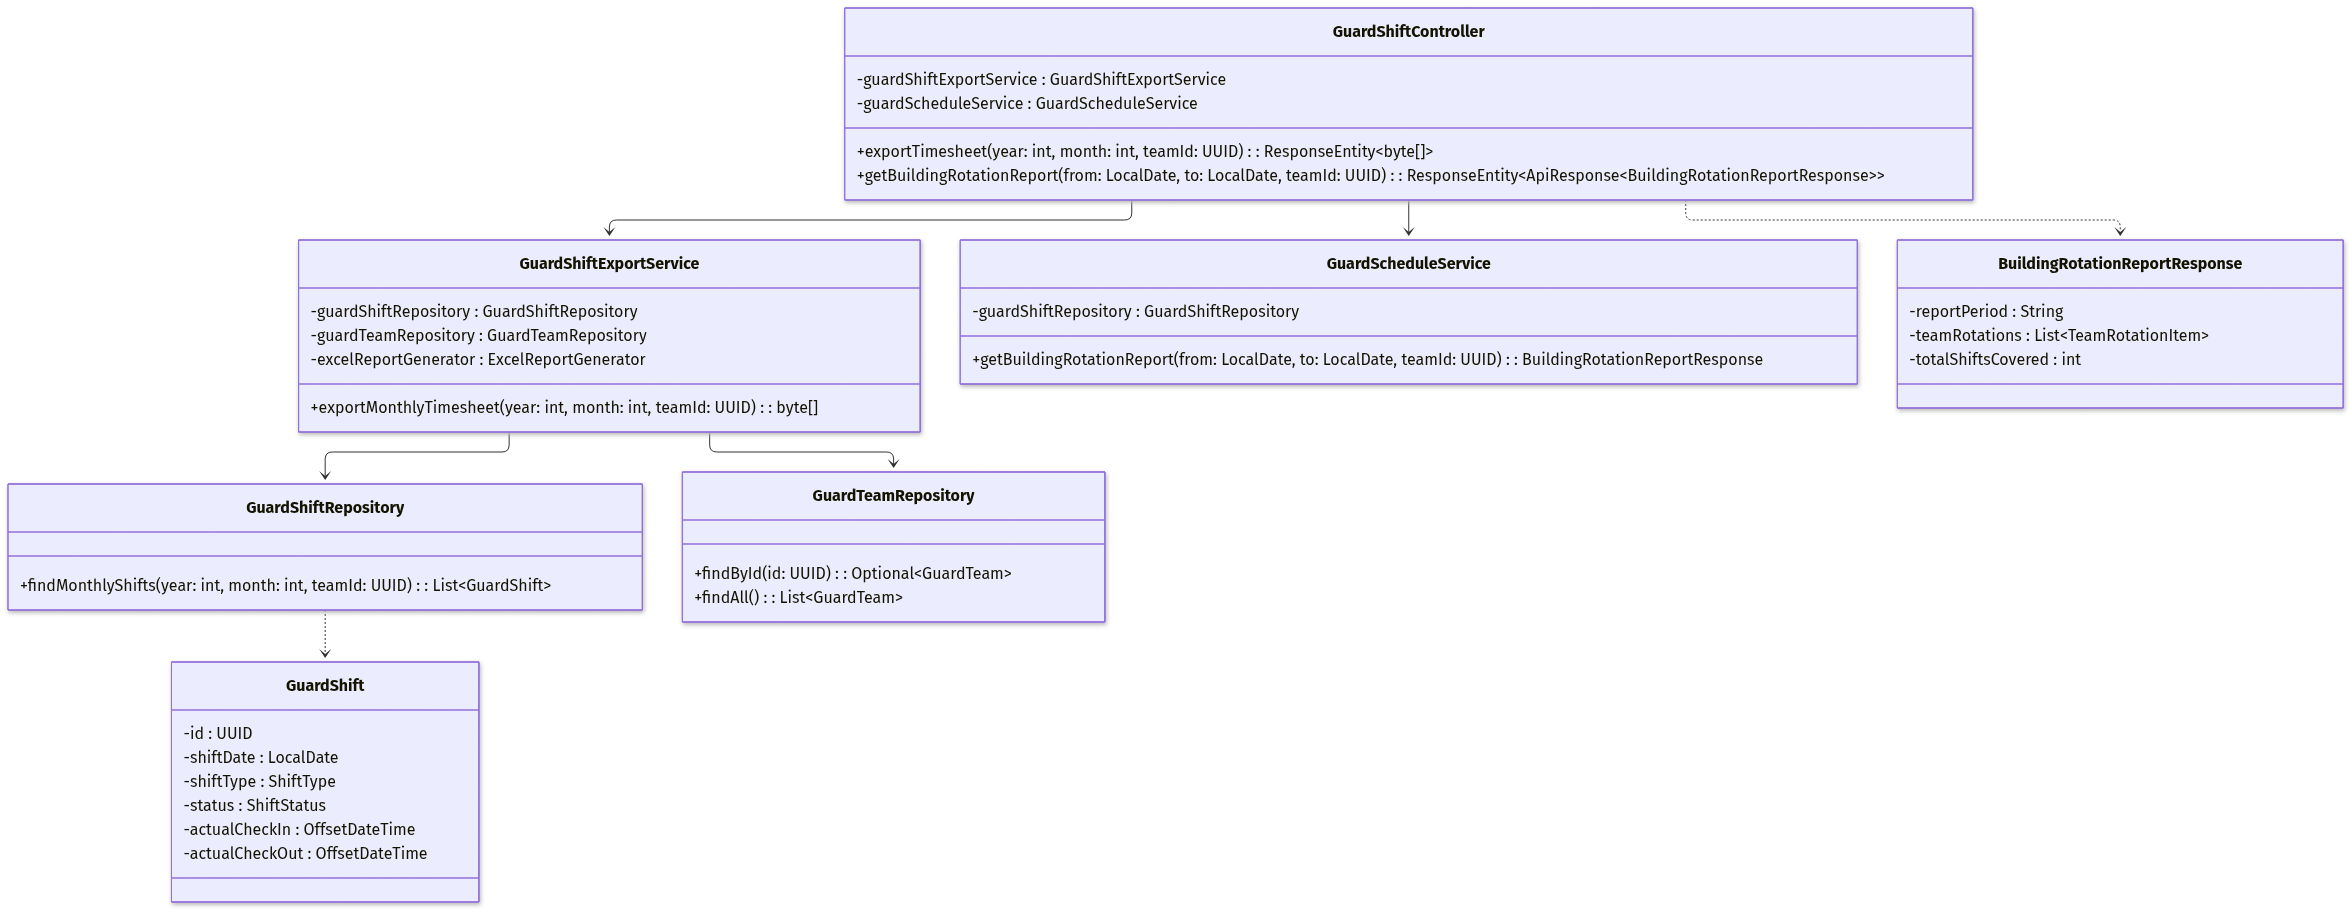 GuardShiftController
-guardShiftExportService : GuardShiftExportService
-guardScheduleService : GuardScheduleService
+exportTimesheet(year: int, month: int, teamId: UUID) : : ResponseEntity<byte[]>
+getBuildingRotationReport(from: LocalDate, to: LocalDate, teamId: UUID) : : ResponseEntity<ApiResponse<BuildingRotationReportResponse>>
GuardShiftExportService
-guardShiftRepository : GuardShiftRepository
-guardTeamRepository : GuardTeamRepository
-excelReportGenerator : ExcelReportGenerator
+exportMonthlyTimesheet(year: int, month: int, teamId: UUID) : : byte[]
GuardScheduleService
-guardShiftRepository : GuardShiftRepository
+getBuildingRotationReport(from: LocalDate, to: LocalDate, teamId: UUID) : : BuildingRotationReportResponse
BuildingRotationReportResponse
-reportPeriod : String
-teamRotations : List<TeamRotationItem>
-totalShiftsCovered : int
GuardShiftRepository
+findMonthlyShifts(year: int, month: int, teamId: UUID) : : List<GuardShift>
GuardTeamRepository
+findById(id: UUID) : : Optional<GuardTeam>
+findAll() : : List<GuardTeam>
GuardShift
-id : UUID
-shiftDate : LocalDate
-shiftType : ShiftType
-status : ShiftStatus
-actualCheckIn : OffsetDateTime
-actualCheckOut : OffsetDateTime